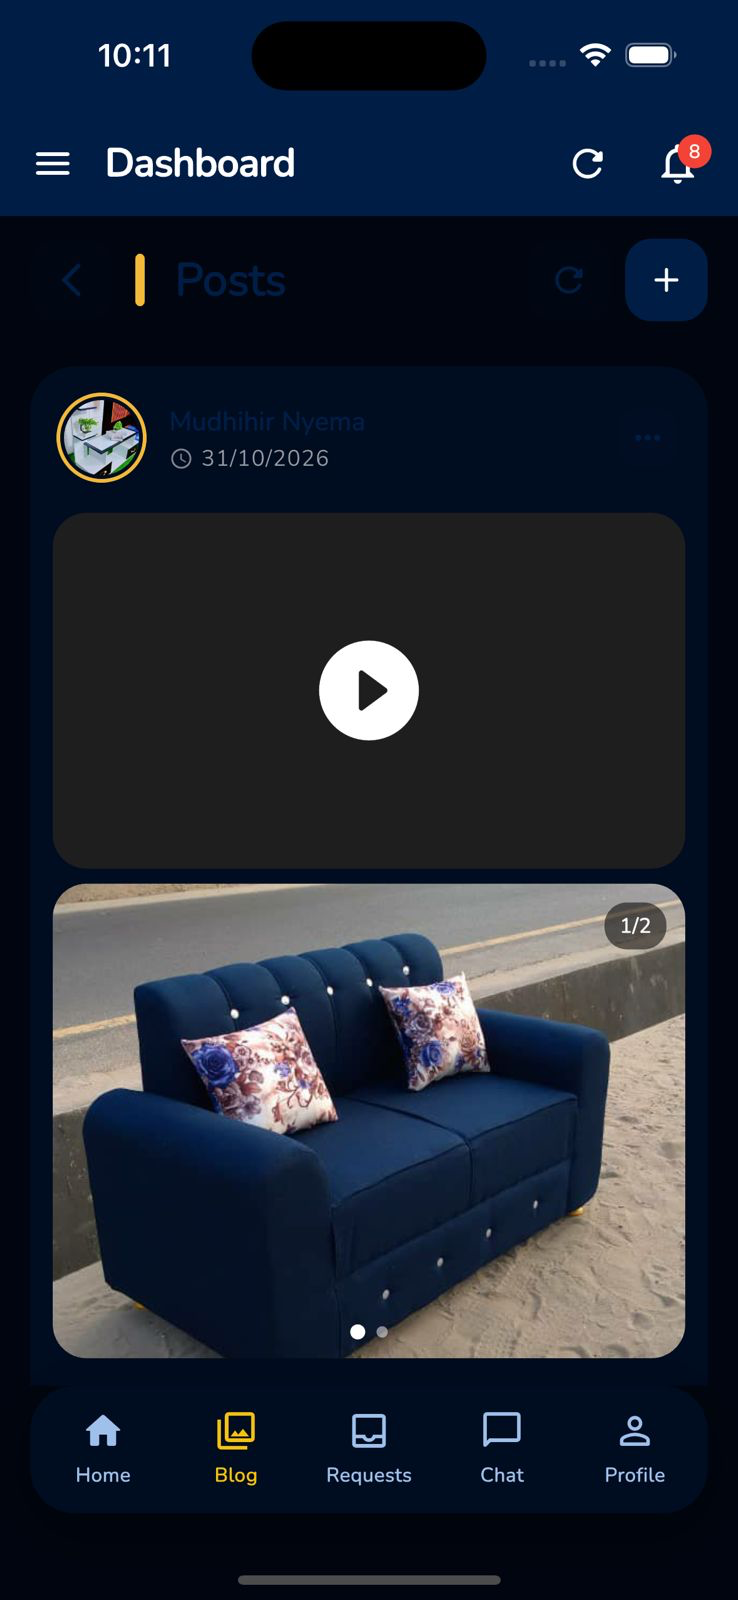 10:11
Dashboard
8
Posts
Mudhihir Nyema
31/10/2026
1/2
Home
Blog
Requests
Chat
Profile